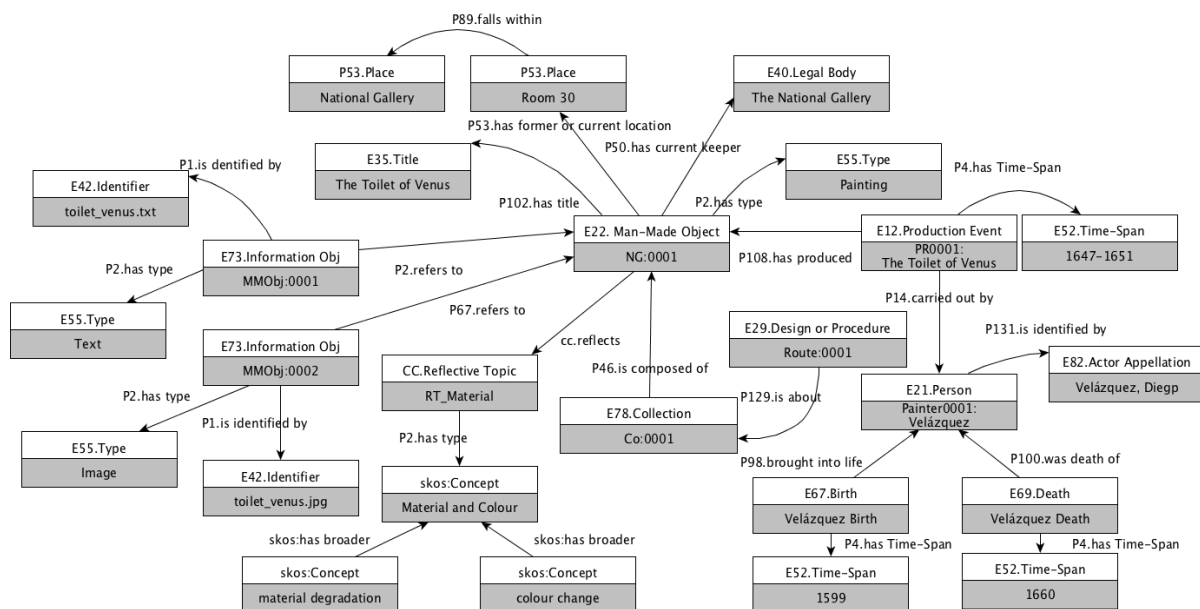 P89.falls within
P53.Place
National Gallery
P53.Place
Room 30
E40.Legal Body
The National Gallery
P53.has former or current location
P50.has current keeper
P1.is dentified by
E35.Title
The Toilet of Venus
E55.Type
Painting
P4.has Time-Span
E42.Identifier
toilet_venus.txt
P102.has title
P2.has type
E22. Man-Made Object
NG:0001
E12.Production Event
PR0001:
The Toilet of Venus
E52.Time-Span
1647-1651
E73.Information Obj
MMObj:0001
P2.has type
P2.refers to
P108.has produced
E55.Type
Text
P67.refers to
P14.carried out by
E73.Information Obj
MMObj:0002
cc.reflects
E29.Design or Procedure
Route:0001
P131.is identified by
E82.Actor Appellation
Velázquez, Diegp
CC.Reflective Topic
RT_Material
P46.is composed of
P129.is about
E21.Person
Painter0001:
Velázquez
P2.has type
P1.is identified by
E78.Collection
Co:0001
E55.Type
Image
P2.has type
P98.brought into life
P100.was death of
E42.Identifier
toilet_venus.jpg
skos:Concept
Material and Colour
E67.Birth
Velázquez Birth
E69.Death
Velázquez Death
skos:has broader
skos:has broader
P4.has Time-Span
P4.has Time-Span
skos:Concept
material degradation
skos:Concept
colour change
E52.Time-Span
1599
E52.Time-Span
1660